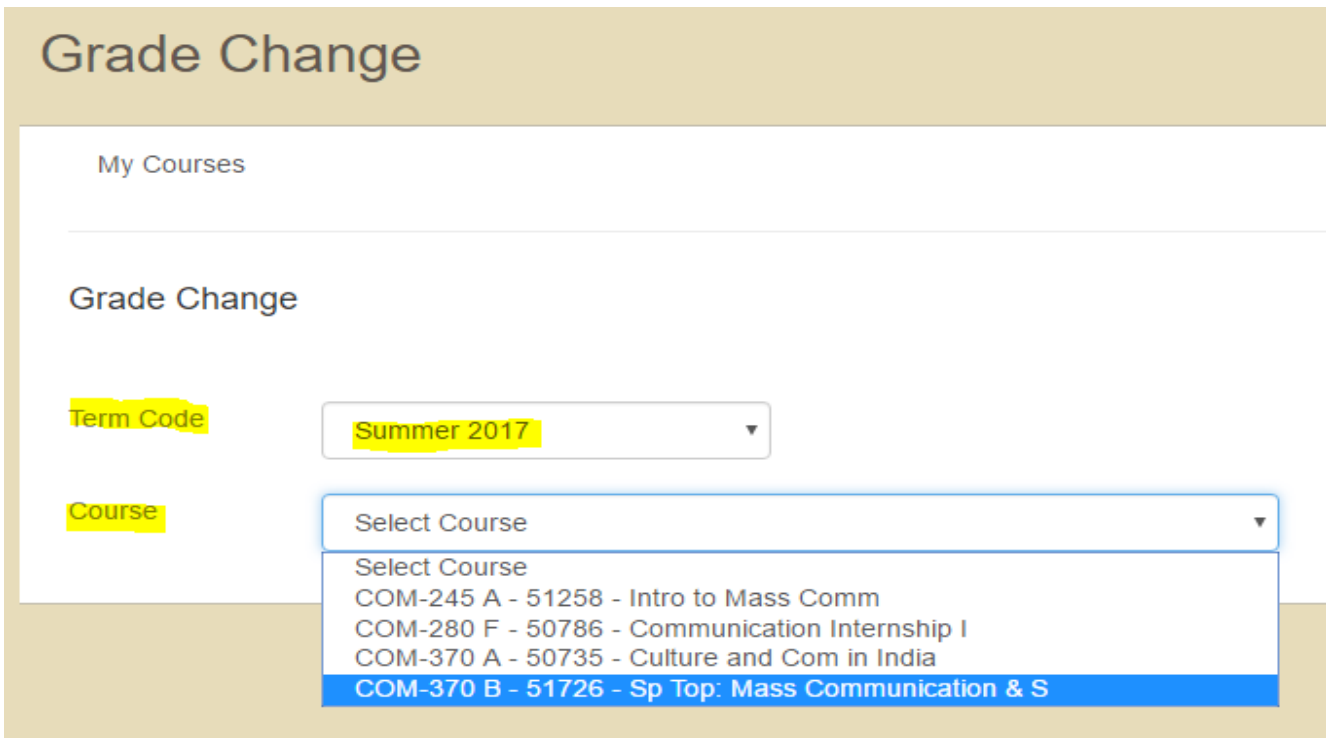 Grade Change
My Courses
Grade Change
Term Code
Summer 2017
Course
Select Course
Select Course
COM-245 A - 51258 - Intro to Mass Comm
COM-280 F - 50786 - Communication Internship I
COM-370 A - 50735 - Culture and Com in India
COM-370 B - 51726 - Sp Top: Mass Communication & S